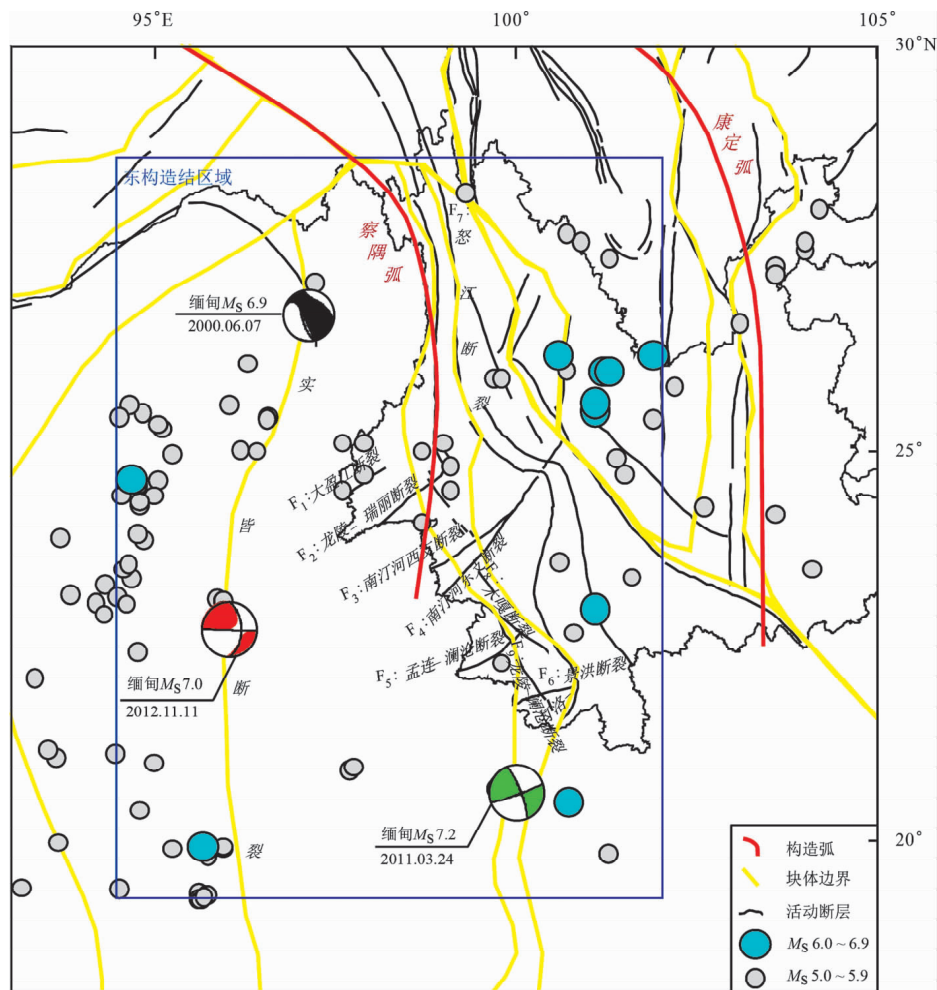 95°E
100°
105°
30°N
康定弧
东构造结区域
察隅弧
F7:怒江断裂
缅甸MS 6.9
2000.06.07
实皆断裂
25°
F1:大盈江断裂
F2:龙陵-瑞丽断裂
F3:南汀河西支断裂
F4:南汀河东支断裂
F8:木嘎断裂
F5:孟连-澜沧断裂
F6:景洪断裂
缅甸MS7.0
2012.11.11
缅甸MS7.2
2011.03.24
20°
构造弧
块体边界
活动断层
MS 6.0~6.9
MS 5.0~5.9